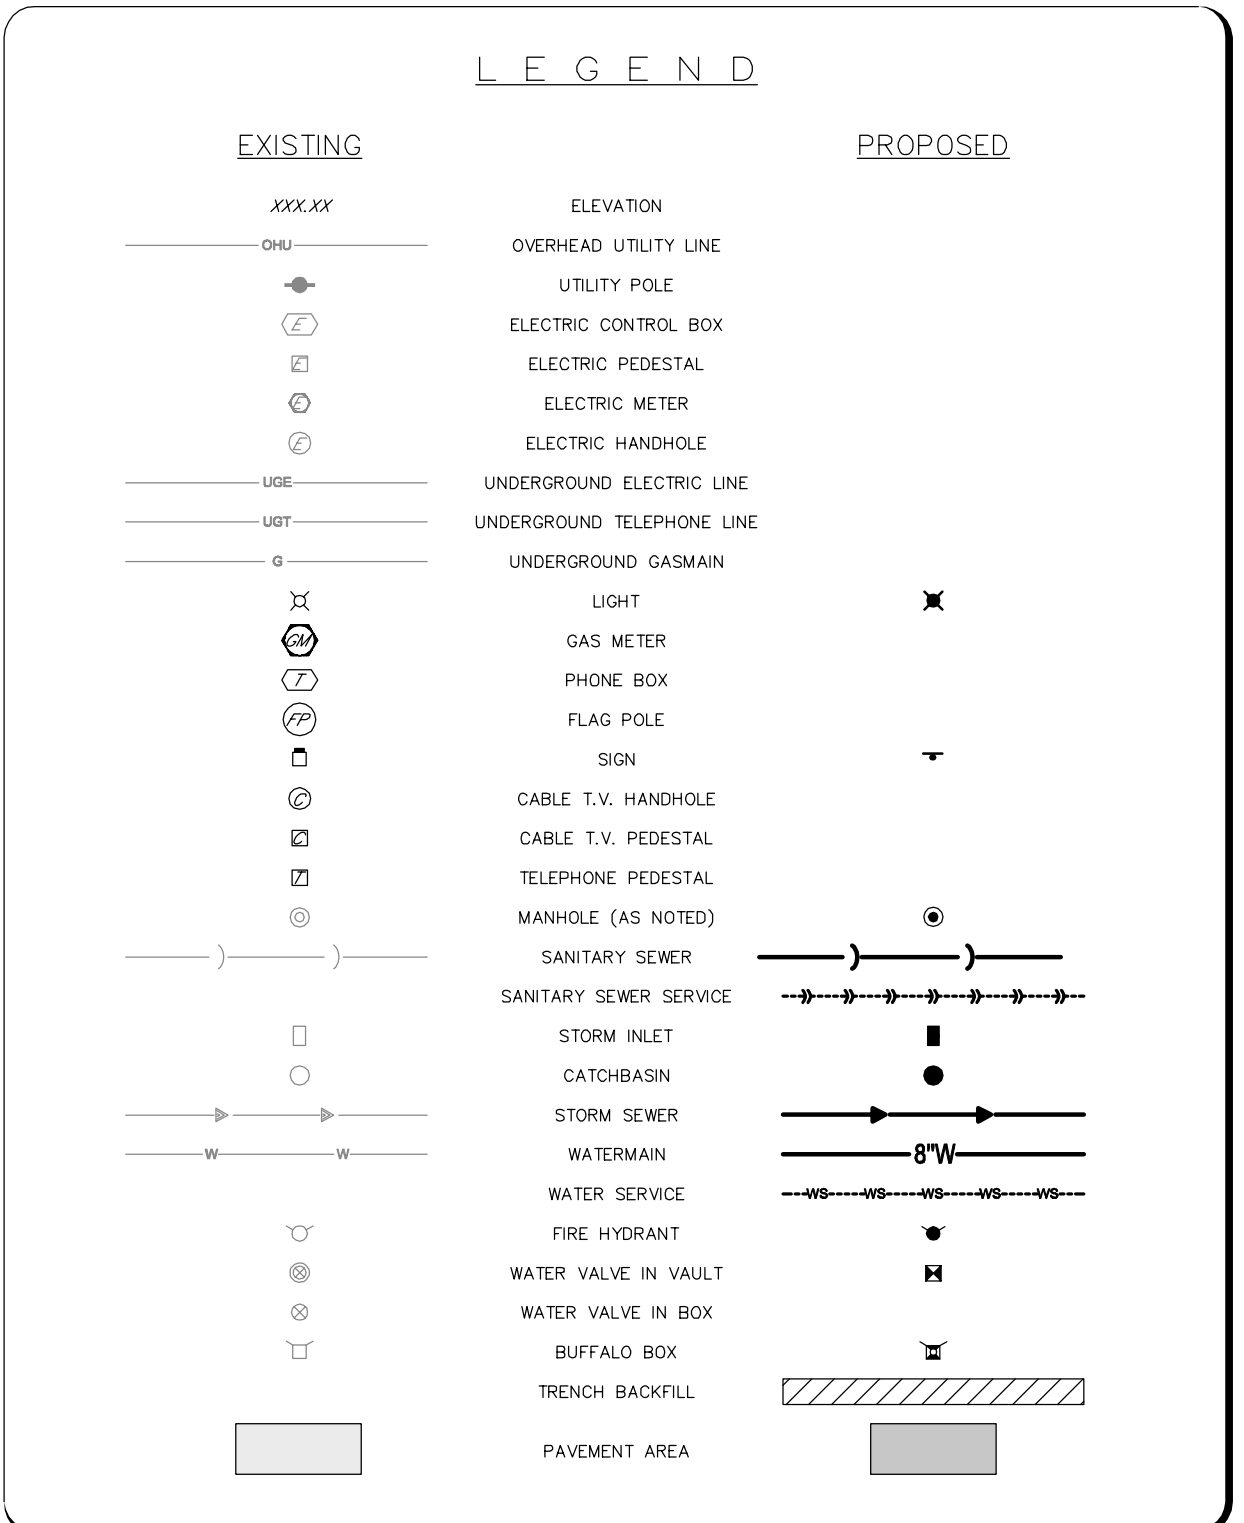 L E G E N D
EXISTING PROPOSED
XXX.XX ELEVATION
OHU OVERHEAD UTILITY LINE
UTILITY POLE
E ELECTRIC CONTROL BOX
E ELECTRIC PEDESTAL
E ELECTRIC METER
E ELECTRIC HANDHOLE
UGE UNDERGROUND ELECTRIC LINE
UGT UNDERGROUND TELEPHONE LINE
G UNDERGROUND GASMAIN
LIGHT
GM GAS METER
T PHONE BOX
FP FLAG POLE
SIGN
C CABLE T.V. HANDHOLE
C CABLE T.V. PEDESTAL
T TELEPHONE PEDESTAL
MANHOLE (AS NOTED)
SANITARY SEWER
SANITARY SEWER SERVICE
STORM INLET
CATCHBASIN
STORM SEWER
W W WATERMAIN 8"W
WATER SERVICE WS WS WS WS WS
FIRE HYDRANT
WATER VALVE IN VAULT
WATER VALVE IN BOX
BUFFALO BOX
TRENCH BACKFILL
PAVEMENT AREA